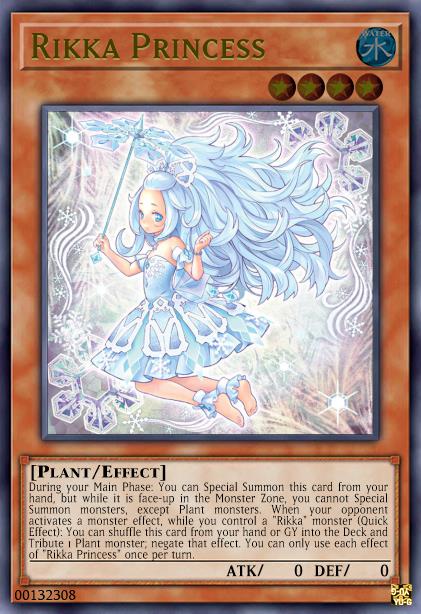 Rikka Princess
WATER
水
[Plant/Effect]
During your Main Phase: You can Special Summon this card from your
hand, but while it is face-up in the Monster Zone, you cannot Special
Summon monsters, except Plant monsters. When your opponent
activates a monster effect, while you control a "Rikka" monster (Quick
Effect): You can shuffle this card from your hand or GY into the Deck and
Tribute 1 Plant monster; negate that effect. You can only use each effect
of "Rikka Princess" once per turn.
ATK/ 0 DEF/ 0
00132308